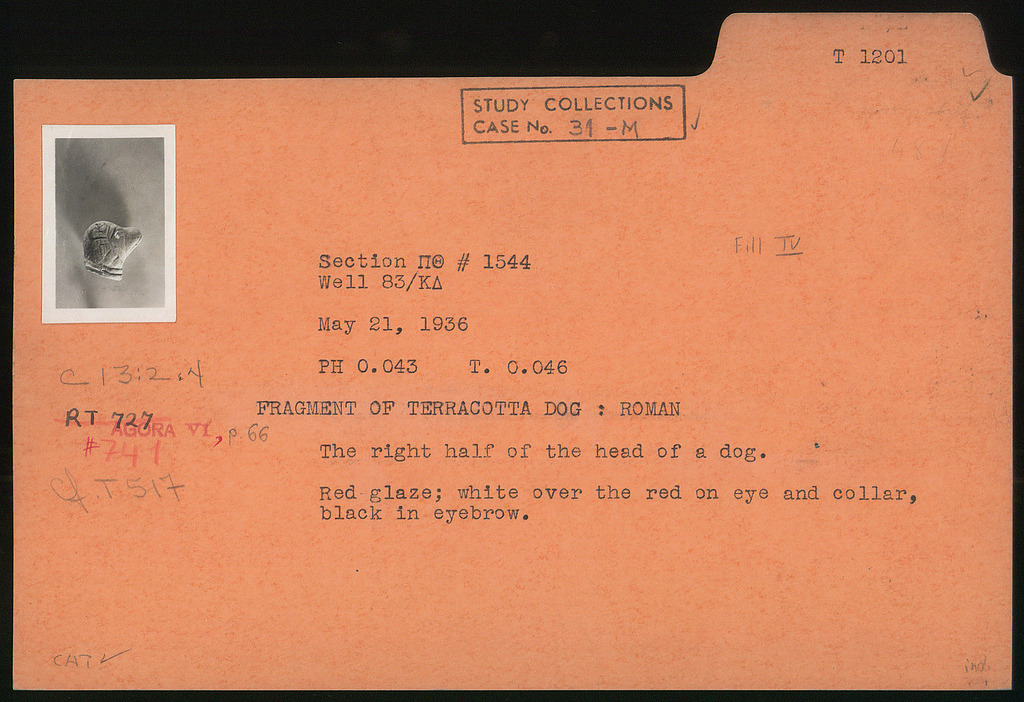 T 1201
STUDY COLLECTIONS
CASE No. 31 -M
Fill IV
Section ΠΘ # 1544
Well 83/ΚΔ
May 21, 1936
PH 0.043 T. 0.046
C 13:2.4
FRAGMENT OF TERRACOTTA DOG : ROMAN
RT 727
AGORA VI, p. 66
#741
The right half of the head of a dog.
cf. T 517
Red glaze; white over the red on eye and collar,
black in eyebrow.
CAT ✓